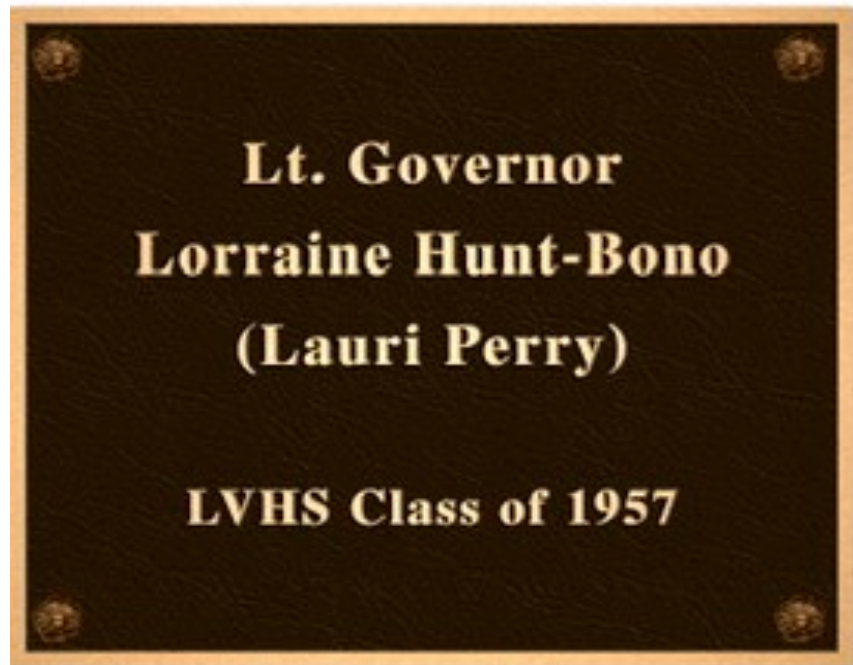 Lt. Governor
Lorraine Hunt-Bono
(Lauri Perry)
LVHS Class of 1957